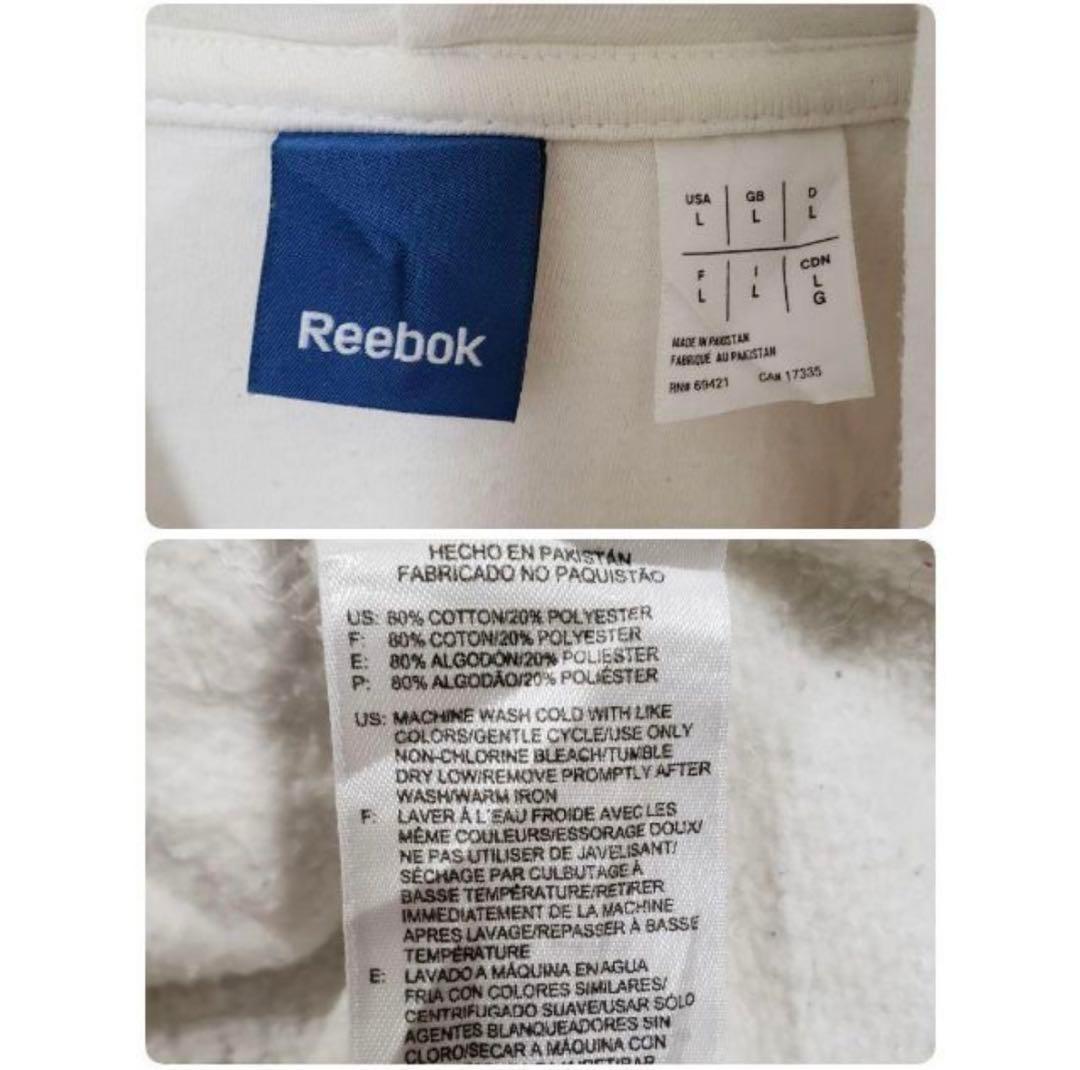 Reebok
USA GB D
L L L
F I CDN
L L L
G
MADE IN PAKISTAN
FABRIQUÉ AU PAKISTAN
RN# 69421 CA# 17335
HECHO EN PAKISTÁN
FABRICADO NO PAQUISTÃO
US: 80% COTTON/20% POLYESTER
F: 80% COTON/20% POLYESTER
E: 80% ALGODÓN/20% POLIÉSTER
P: 80% ALGODÃO/20% POLIÉSTER
US: MACHINE WASH COLD WITH LIKE
COLORS/GENTLE CYCLE/USE ONLY
NON-CHLORINE BLEACH/TUMBLE
DRY LOW/REMOVE PROMPTLY AFTER
WASH/WARM IRON
F: LAVER À L'EAU FROIDE AVEC LES
MÊME COULEURS/ESSORAGE DOUX/
NE PAS UTILISER DE JAVELISANT/
SÉCHAGE PAR CULBUTAGE À
BASSE TEMPÉRATURE/RETIRER
IMMEDIATEMENT DE LA MACHINE
APRES LAVAGE/REPASSER À BASSE
TEMPÉRATURE
E: LAVADO A MÁQUINA EN AGUA
FRIA CON COLORES SIMILARES/
CENTRIFUGADO SUAVE/USAR SÓLO
AGENTES BLANQUEADORES SIN
CLORO/SECAR A MÁQUINA CON